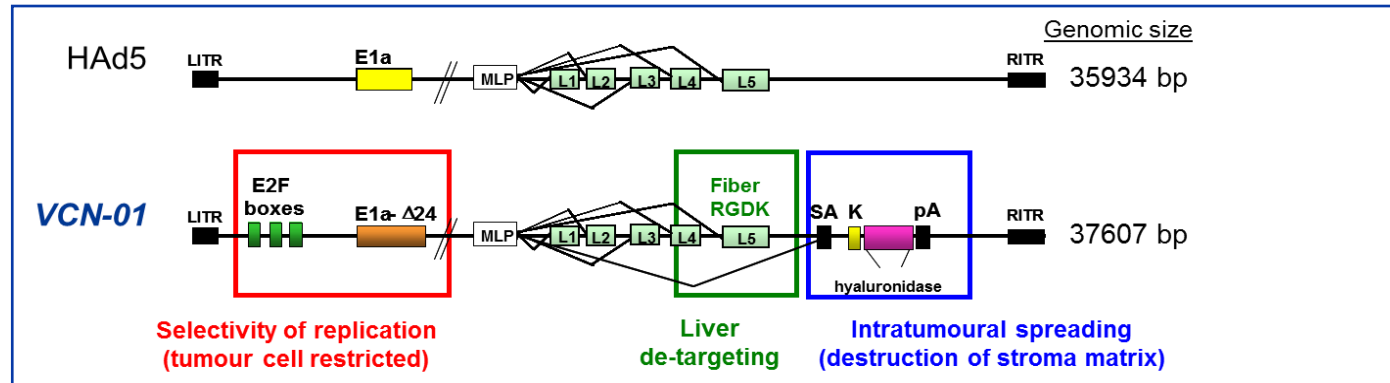 Genomic size
HAd5
LITR
E1a
MLP
L1
L2
L3
L4
L5
RITR
35934 bp
VCN-01
LITR
E2F
boxes
E1a- Δ24
MLP
L1
L2
L3
L4
Fiber
RGDK
L5
SA
K
pA
hyaluronidase
RITR
37607 bp
Selectivity of replication
(tumour cell restricted)
Liver
de-targeting
Intratumoural spreading
(destruction of stroma matrix)